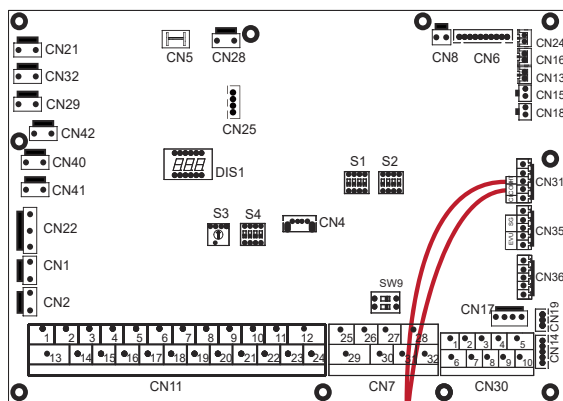 CN21
CN5
CN28
CN8
CN6
CN24
CN32
CN16
CN13
CN29
CN15
CN18
CN42
CN25
CN40
DIS1
S1
S2
CN31
CN41
CN22
S3
S4
CN4
SG
EVU
CN35
CN1
CN36
SW9
CN2
CN17
CN19
1 2 3 4 5 6 7 8 9 10 11 12
25 26 27 28
1 2 3 4 5
13 14 15 16 17 18 19 20 21 22 23 24
29 30 31 32
6 7 8 9 10
CN14
CN11
CN7
CN30